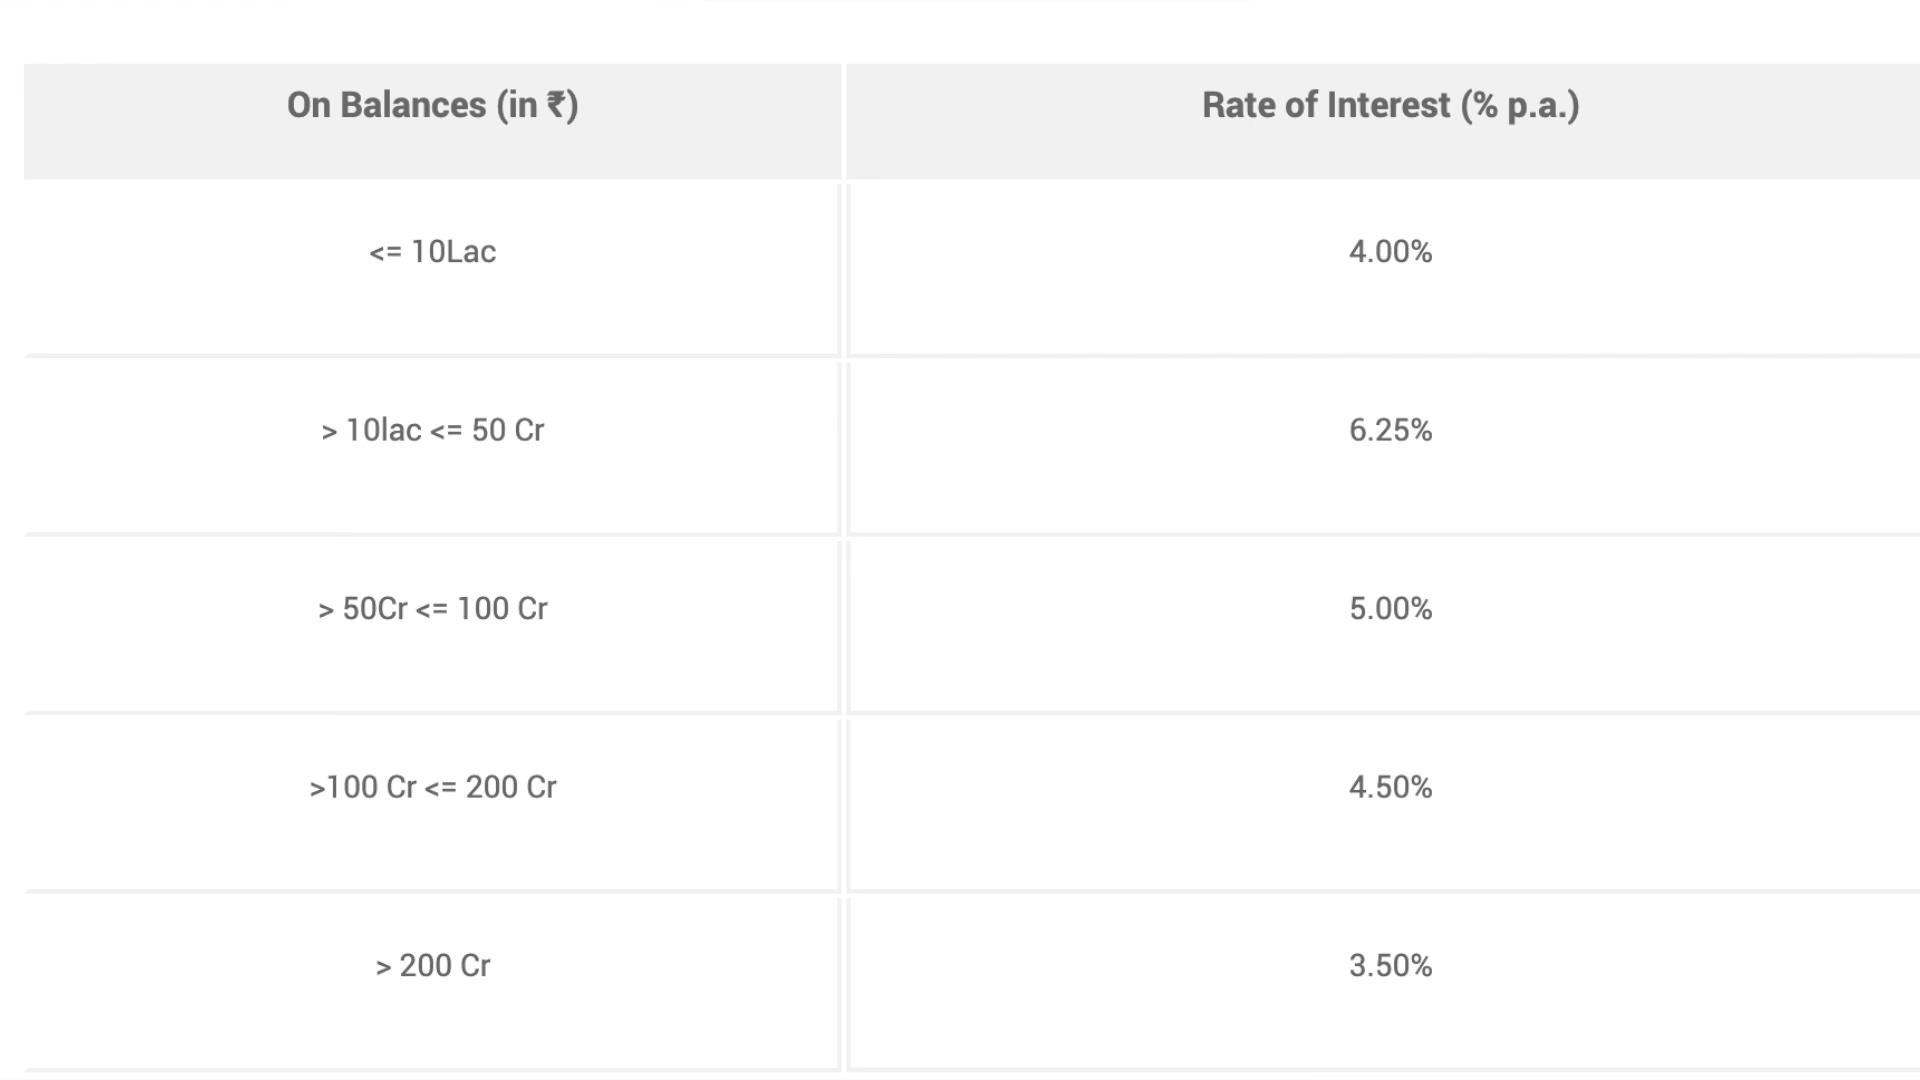 On Balances (in ₹) Rate of Interest (% p.a.)
<= 10Lac 4.00%
> 10lac <= 50 Cr 6.25%
> 50Cr <= 100 Cr 5.00%
>100 Cr <= 200 Cr 4.50%
> 200 Cr 3.50%